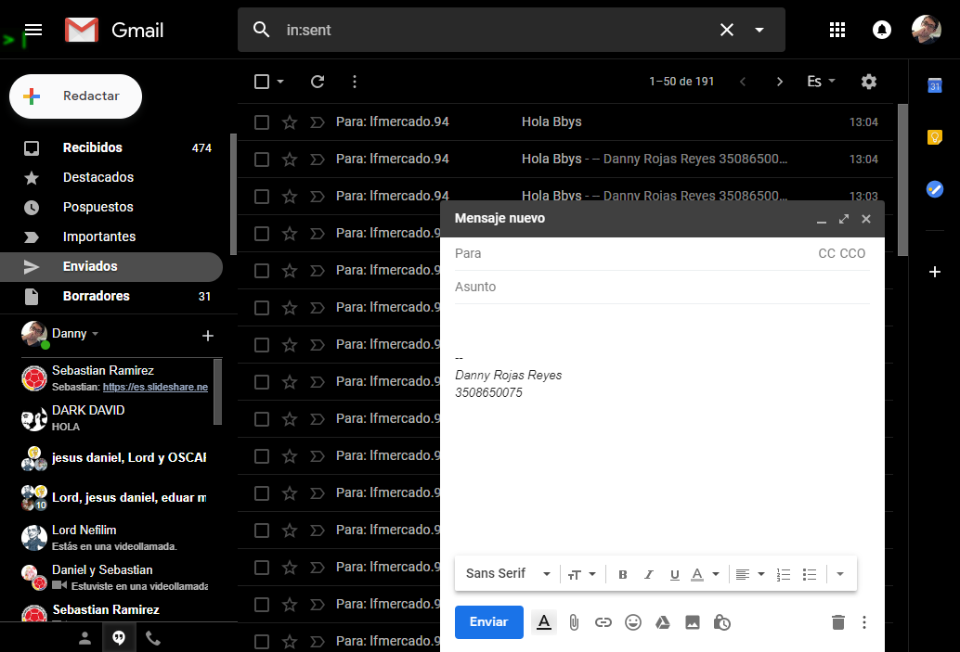 Gmail
in:sent
Redactar
1–50 de 191
Es
Recibidos 474
Destacados
Pospuestos
Importantes
Enviados
Borradores 31
Danny
Sebastian Ramirez
Sebastian: https://es.slideshare.ne
DARK DAVID
HOLA
jesus daniel, Lord y OSCAR
Lord, jesus daniel, eduar m
10
Lord Nefilim
Estás en una videollamada.
Daniel y Sebastian
Estuviste en una videollamada
Sebastian Ramirez
Para: lfmercado.94 Hola Bbys 13:04
Para: lfmercado.94 Hola Bbys - -- Danny Rojas Reyes 35086500... 13:04
Para: lfmercado.94 Hola Bbys - -- Danny Rojas Reyes 35086500... 13:03
Para: lfmercado.9
Para: lfmercado.9
Para: lfmercado.9
Para: lfmercado.9
Para: lfmercado.9
Para: lfmercado.9
Para: lfmercado.9
Para: lfmercado.9
Para: lfmercado.9
Para: lfmercado.9
Para: lfmercado.9
Para: lfmercado.9
Mensaje nuevo
Para CC CCO
Asunto
--
Danny Rojas Reyes
3508650075
Sans Serif
Enviar
31